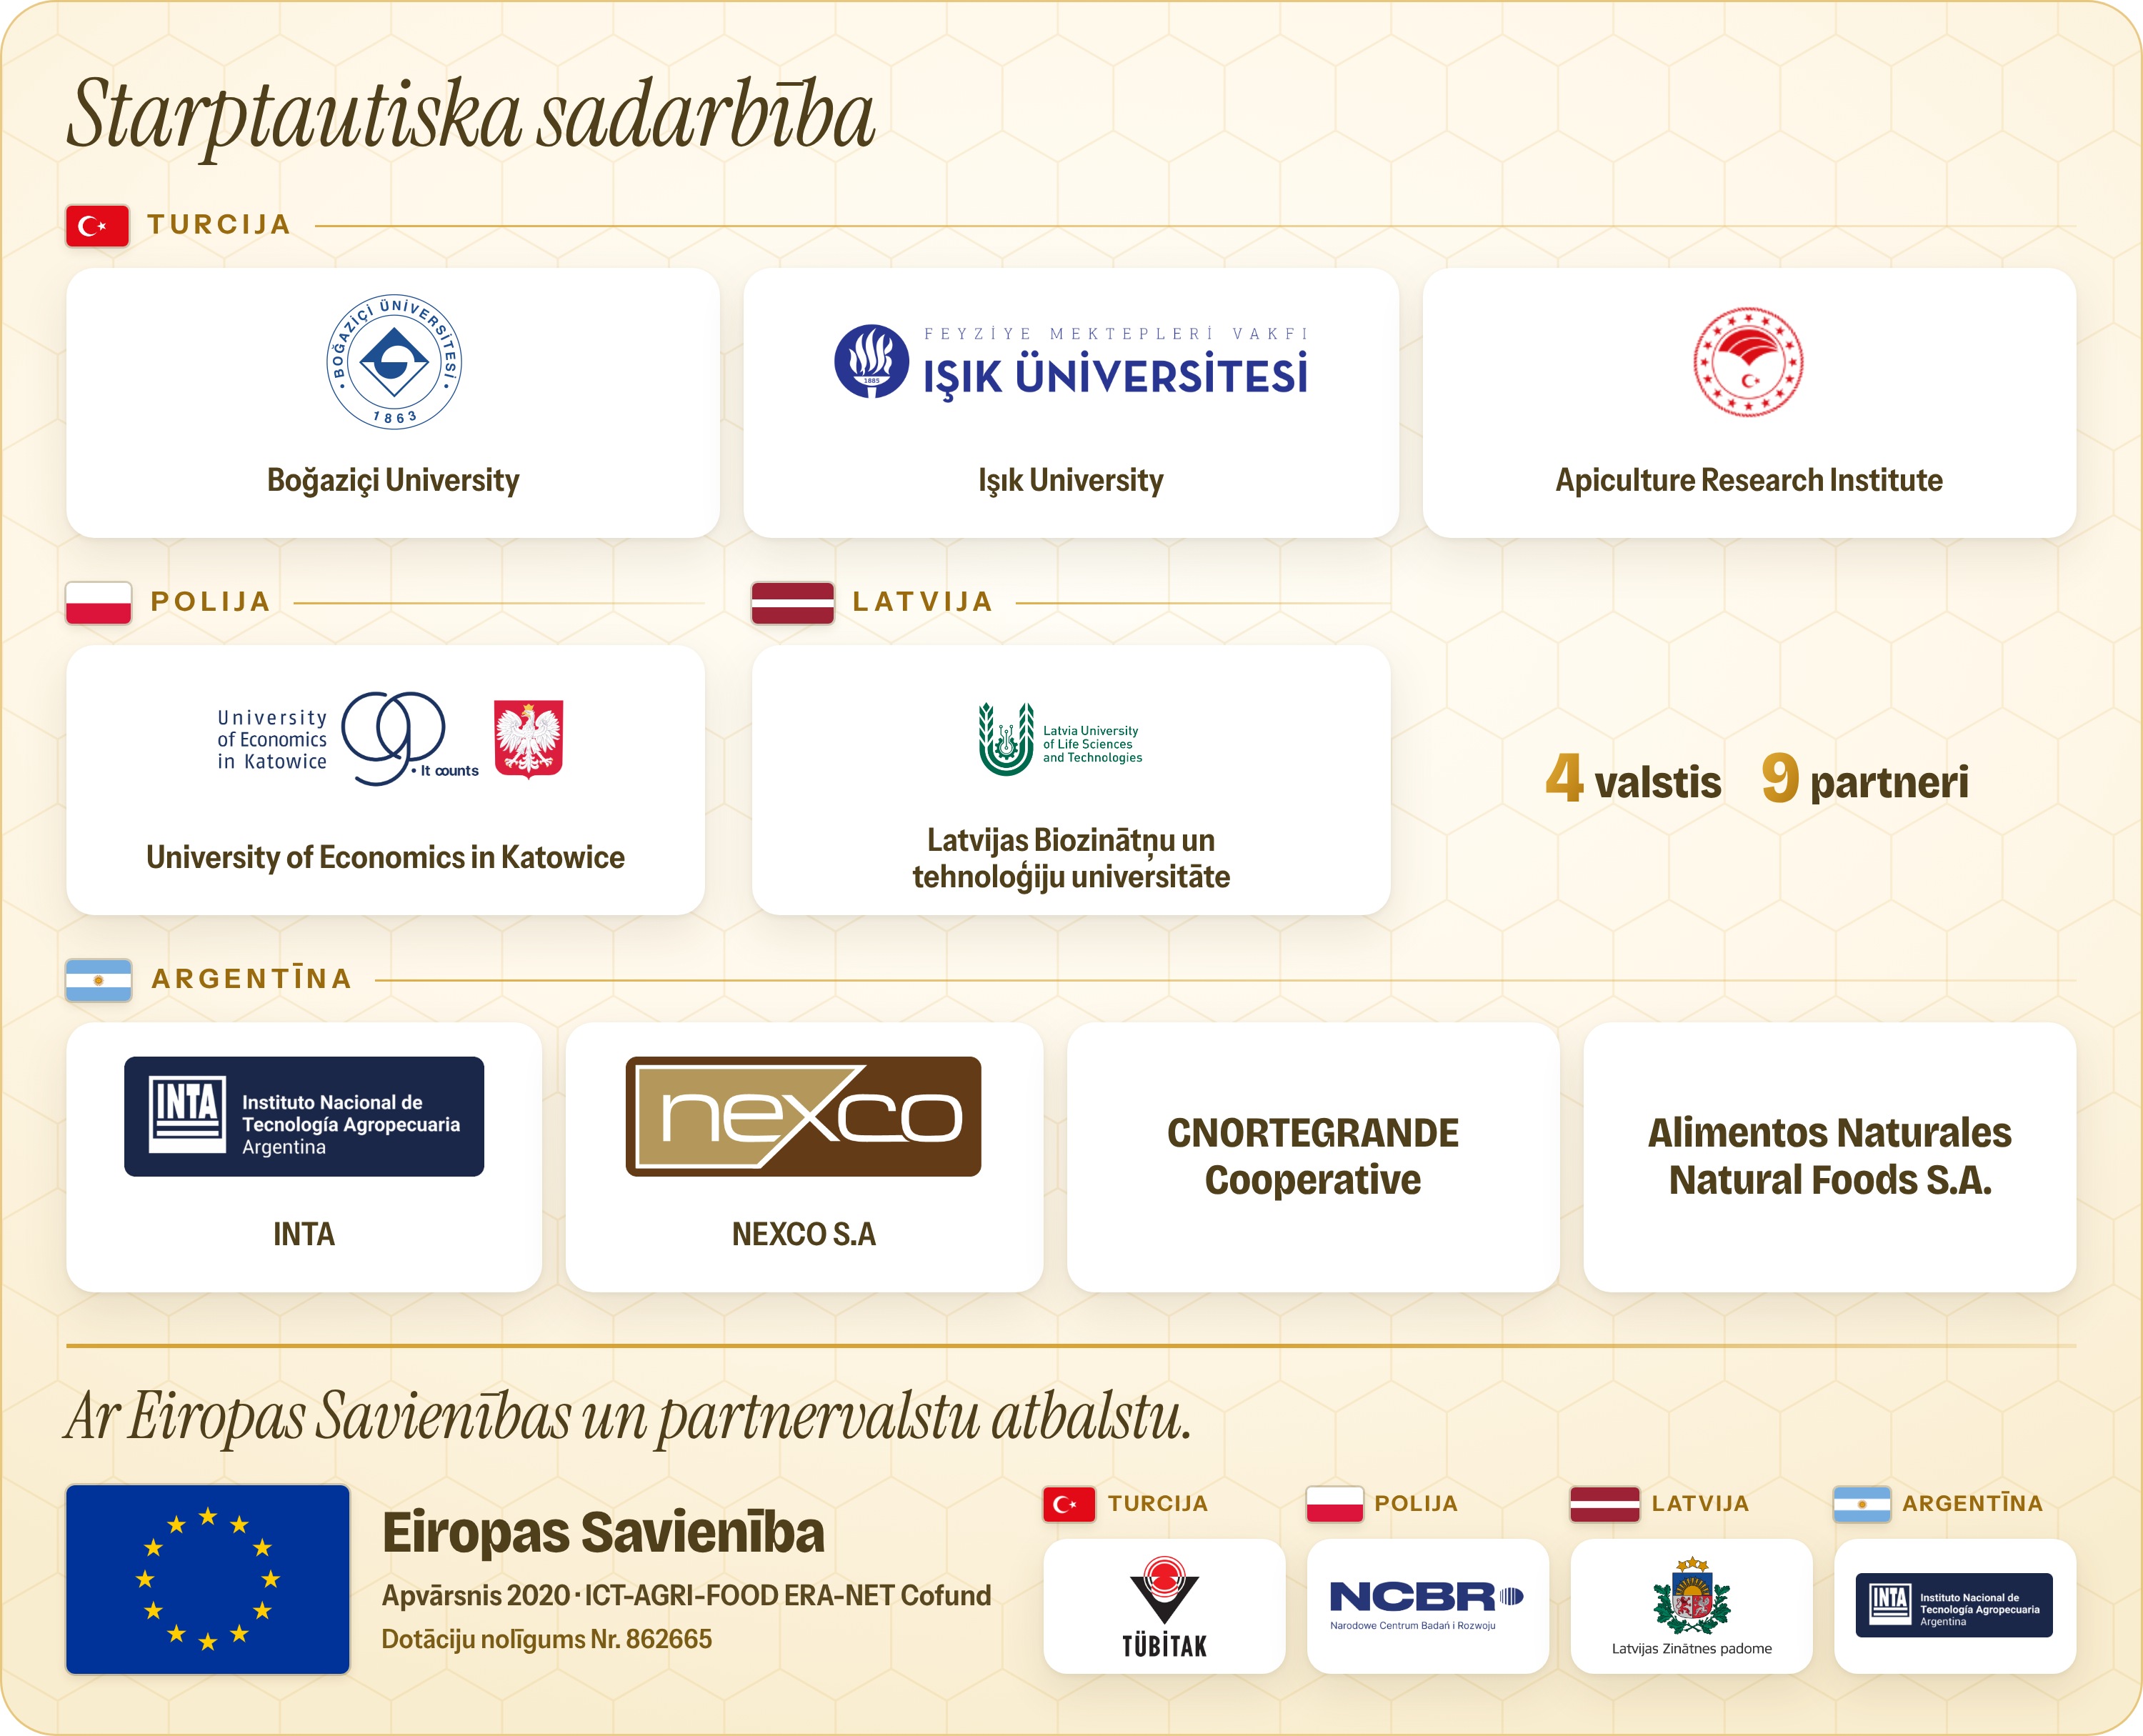 Starptautiska sadarbība
TURCIJA
BOĞAZİÇİ ÜNİVERSİTESİ
1863
Boğaziçi University
FEYZİYE MEKTEPLERİ VAKFI
IŞIK ÜNİVERSİTESİ
1885
Işık University
Apiculture Research Institute
POLIJA
University
of Economics
in Katowice
90
• It counts
University of Economics in Katowice
LATVIJA
Latvia University
of Life Sciences
and Technologies
Latvijas Biozinātņu un
tehnoloģiju universitāte
4 valstis 9 partneri
ARGENTĪNA
INTA
Instituto Nacional de
Tecnología Agropecuaria
Argentina
INTA
nexco
NEXCO S.A
CNORTEGRANDE
Cooperative
Alimentos Naturales
Natural Foods S.A.
Ar Eiropas Savienības un partnervalstu atbalstu.
Eiropas Savienība
Apvārsnis 2020 · ICT-AGRI-FOOD ERA-NET Cofund
Dotāciju nolīgums Nr. 862665
TURCIJA
TÜBİTAK
POLIJA
NCBR
Narodowe Centrum Badań i Rozwoju
LATVIJA
Latvijas Zinātnes padome
ARGENTĪNA
INTA
Instituto Nacional de
Tecnología Agropecuaria
Argentina